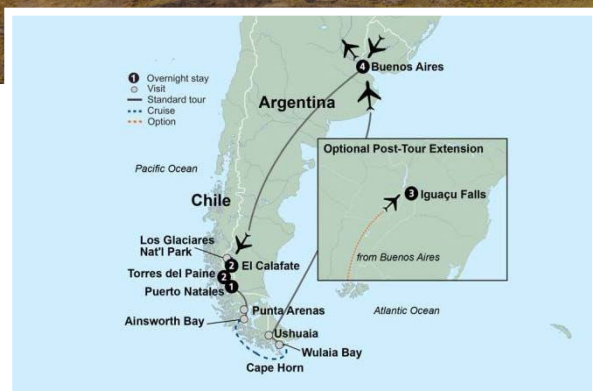 1 Overnight stay
Visit
Standard tour
Cruise
Option
4 Buenos Aires
Argentina
Optional Post-Tour Extension
3 Iguaçu Falls
from Buenos Aires
Pacific Ocean
Chile
Los Glaciares
Nat'l Park
2 El Calafate
Torres del Paine 2
Puerto Natales 1
Punta Arenas
Ainsworth Bay
Atlantic Ocean
Ushuaia
Wulaia Bay
Cape Horn